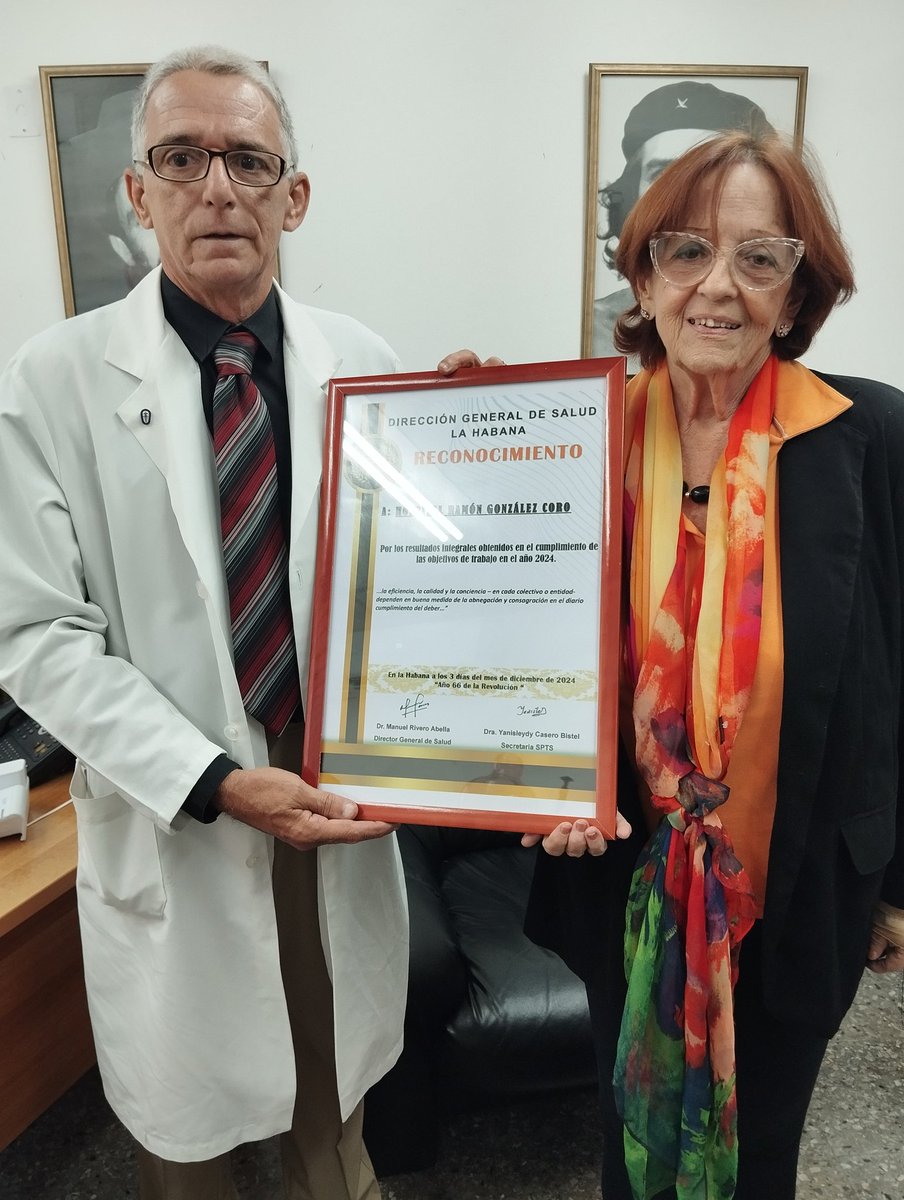 DIRECCIÓN GENERAL DE SALUD
LA HABANA
RECONOCIMIENTO
A: RAMÓN GONZÁLEZ CORO
Por los resultados integrales obtenidos en el cumplimiento de
las objetivos de trabajo en el año 2024.
...la eficiencia, la calidad y la conciencia – en cada colectivo o entidad-
dependen en buena medida de la abnegación y consagración en el diario
cumplimiento del deber..."
En la Habana a los 3 días del mes de diciembre de 2024
"Año 66 de la Revolución "
Dr. Manuel Rivero Abella
Director General de Salud
Dra. Yanisleydy Casero Bistel
Secretaria SPTS